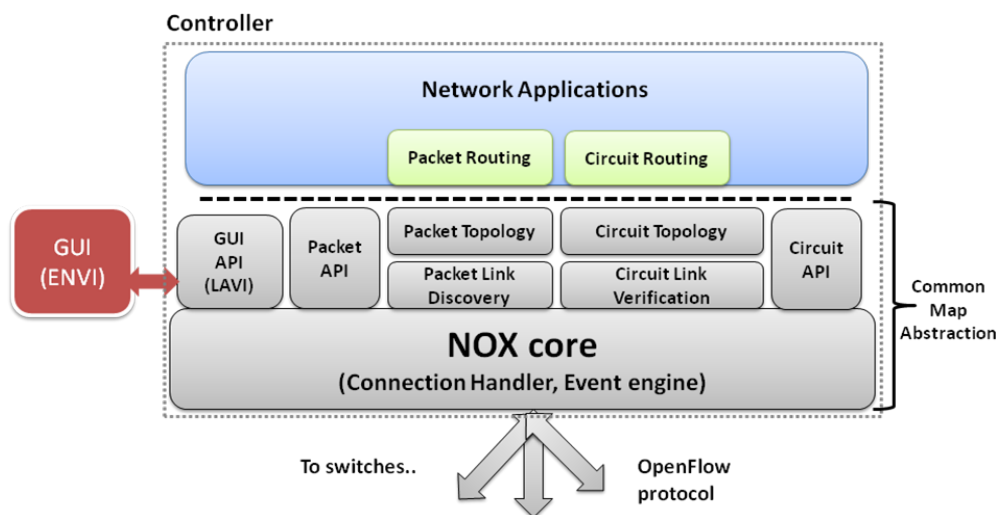 Controller
Network Applications
Packet Routing
Circuit Routing
GUI
(ENVI)
GUI
API
(LAVI)
Packet
API
Packet Topology
Circuit Topology
Packet Link
Discovery
Circuit Link
Verification
Circuit
API
Common
Map
Abstraction
NOX core
(Connection Handler, Event engine)
To switches..
OpenFlow
protocol